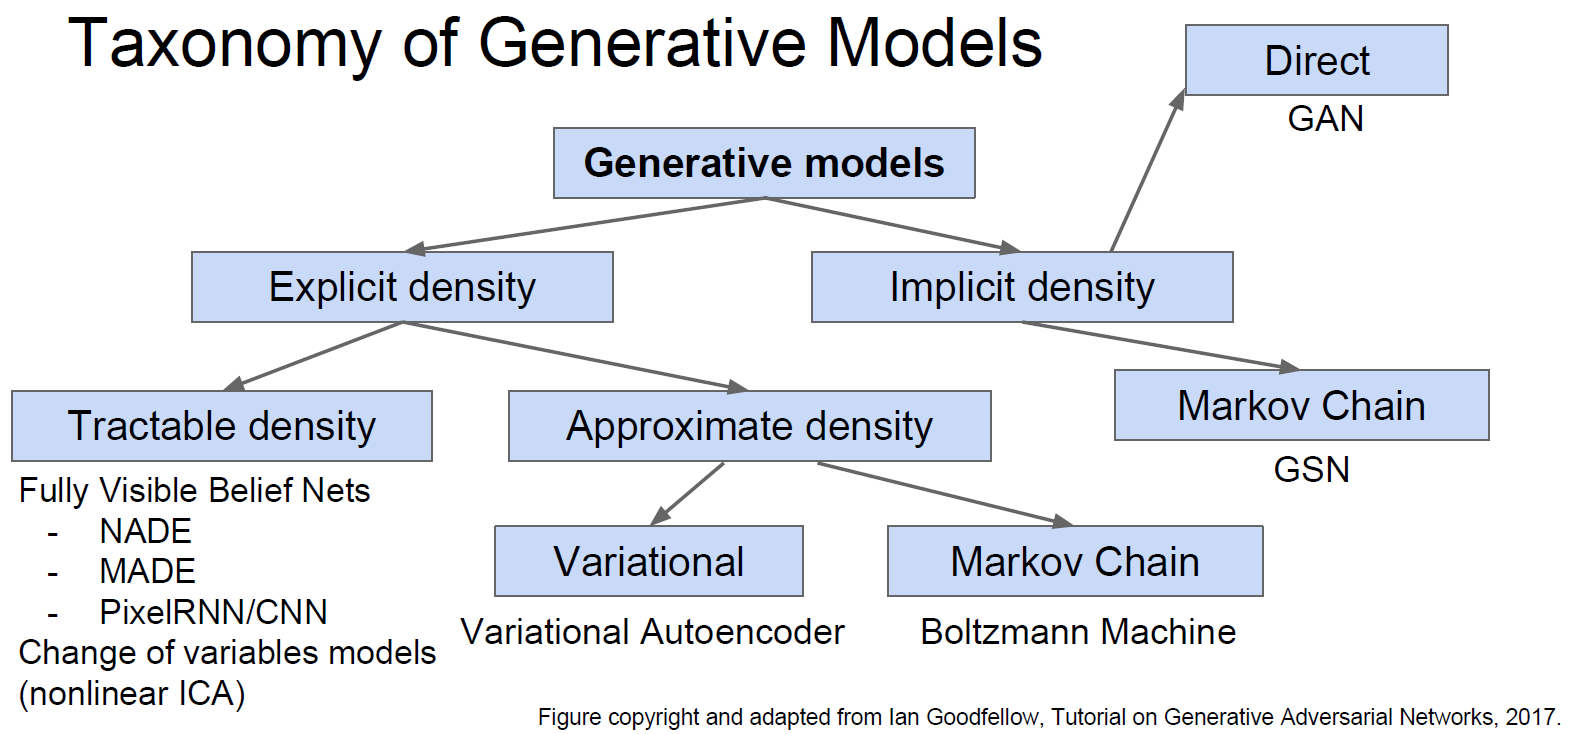 Taxonomy of Generative Models
Direct
GAN
Generative models
Explicit density
Implicit density
Tractable density
Approximate density
Markov Chain
GSN
Fully Visible Belief Nets
- NADE
- MADE
- PixelRNN/CNN
Change of variables models
(nonlinear ICA)
Variational
Markov Chain
Variational Autoencoder
Boltzmann Machine
Figure copyright and adapted from Ian Goodfellow, Tutorial on Generative Adversarial Networks, 2017.